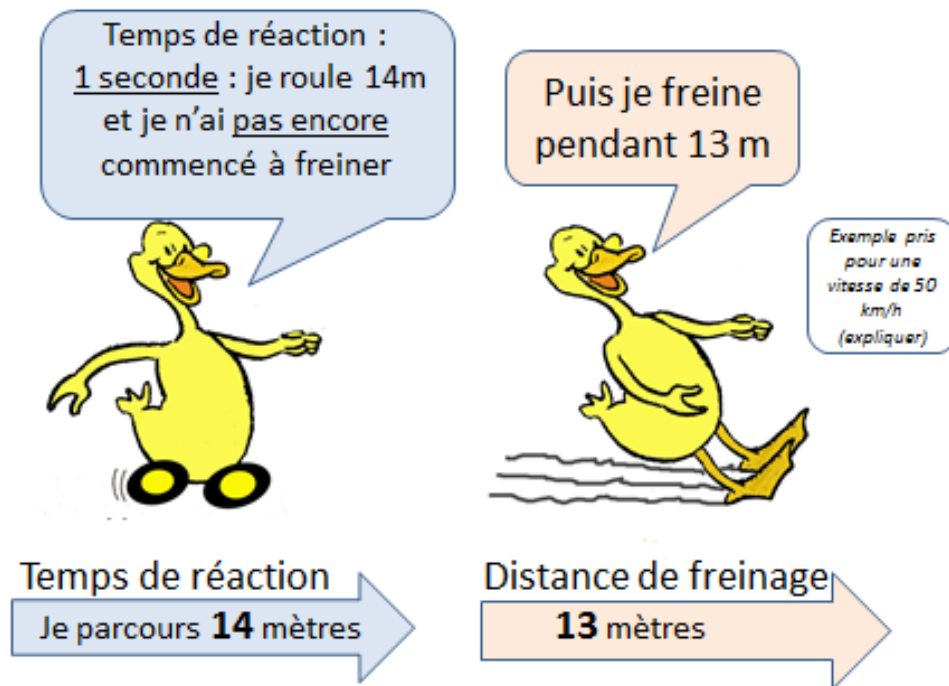 Temps de réaction :
1 seconde : je roule 14m
et je n’ai pas encore
commencé à freiner
Puis je freine
pendant 13 m
Exemple pris
pour une
vitesse de 50
km/h
(expliquer)
Temps de réaction
Je parcours 14 mètres
Distance de freinage
13 mètres